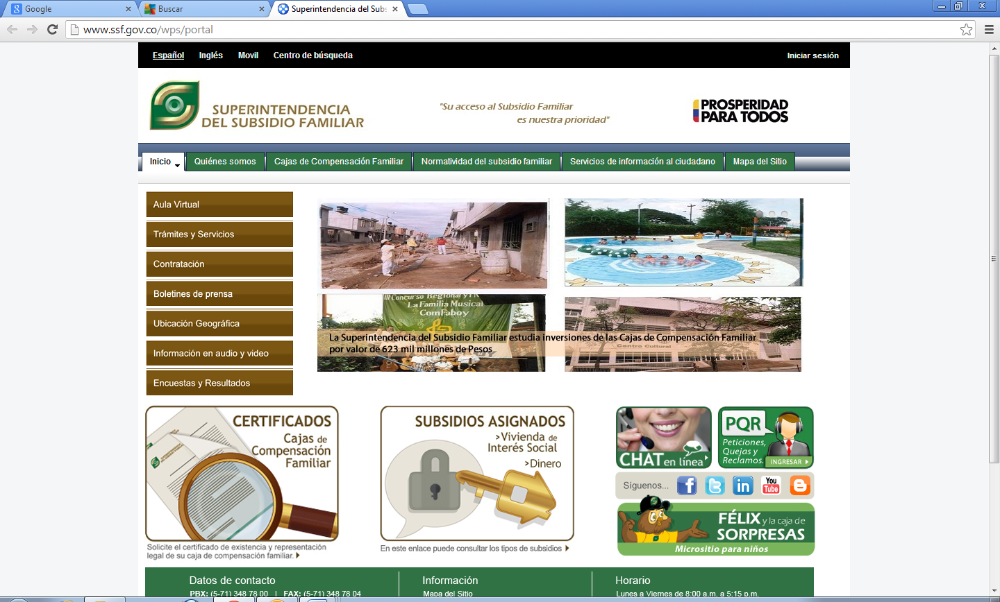 Google
Buscar
Superintendencia del Subs
www.ssf.gov.co/wps/portal
Español Inglés Movil Centro de búsqueda Iniciar sesión
SUPERINTENDENCIA
DEL SUBSIDIO FAMILIAR
"Su acceso al Subsidio Familiar
es nuestra prioridad"
PROSPERIDAD
PARA TODOS
Inicio Quiénes somos Cajas de Compensación Familiar Normatividad del subsidio familiar Servicios de información al ciudadano Mapa del Sitio
Aula Virtual
Trámites y Servicios
Contratación
Boletines de prensa
Ubicación Geográfica
Información en audio y video
Encuestas y Resultados
III Concurso Regional
La Familia Musical
ComFaboy
Centro Cultural
La Superintendencia del Subsidio Familiar estudia inversiones de las Cajas de Compensación Familiar
por valor de 623 mil millones de Pesos
CERTIFICADOS
Cajas de
Compensación
Familiar
Solicite el certificado de existencia y representación
legal de su caja de compensación familiar.
SUBSIDIOS ASIGNADOS
>Vivienda de
Interés Social
>Dinero
En este enlace puede consultar los tipos de subsidios
CHAT en línea
PQR
Peticiones,
Quejas y
Reclamos.
INGRESAR
Síguenos...
You
Tube
FÉLIX y la caja de
SORPRESAS
Micrositio para niños
Datos de contacto
PBX: (5-71) 348 78 00 | FAX: (5-71) 348 78 04
Información
Mapa del Sitio
Horario
Lunes a Viernes de 8:00 a.m. a 5:15 p.m.